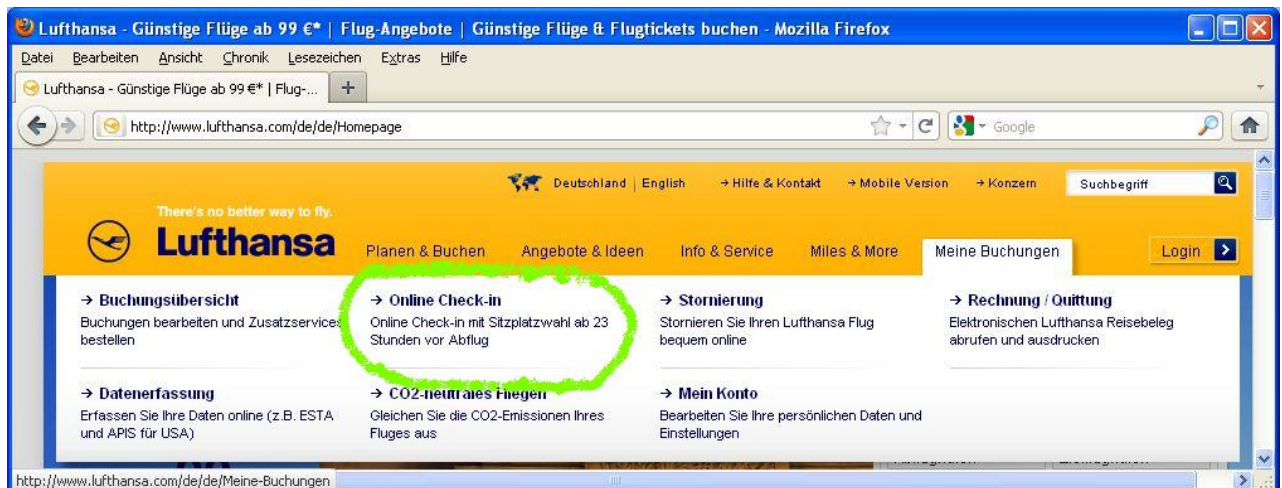 Lufthansa - Günstige Flüge ab 99 €* | Flug-Angebote | Günstige Flüge & Flugtickets buchen - Mozilla Firefox
Datei Bearbeiten Ansicht Chronik Lesezeichen Extras Hilfe
Lufthansa - Günstige Flüge ab 99 €* | Flug-...
http://www.lufthansa.com/de/de/Homepage Google
Deutschland | English → Hilfe & Kontakt → Mobile Version → Konzern Suchbegriff
There's no better way to fly.
Lufthansa
Planen & Buchen Angebote & Ideen Info & Service Miles & More Meine Buchungen Login
→ Buchungsübersicht → Online Check-in → Stornierung → Rechnung / Quittung
Buchungen bearbeiten und Zusatzservices Online Check-in mit Sitzplatzwahl ab 23 Stornieren Sie Ihren Lufthansa Flug Elektronischen Lufthansa Reisebeleg
bestellen Stunden vor Abflug bequem online abrufen und ausdrucken
→ Datenerfassung → CO2-neutrales Fliegen → Mein Konto
Erfassen Sie Ihre Daten online (z.B. ESTA Gleichen Sie die CO2-Emissionen Ihres Bearbeiten Sie Ihre persönlichen Daten und
und APIS für USA) Fluges aus Einstellungen
http://www.lufthansa.com/de/de/Meine-Buchungen